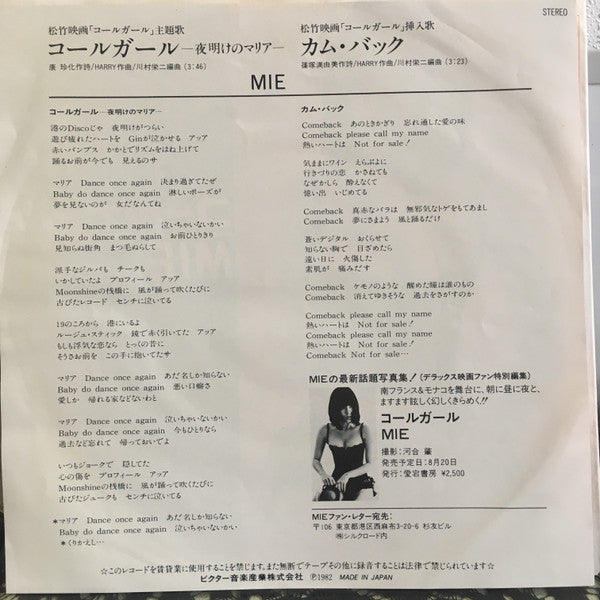 STEREO
松竹映画「コールガール」主題歌
コールガール—夜明けのマリア—
康 珍化作詩/HARRY作曲/川村栄二編曲 (3:46)
松竹映画「コールガール」挿入歌
カム・バック
篠塚満由美作詩/HARRY作曲/川村栄二編曲 (3:23)
MIE
コールガール—夜明けのマリア—
港のDiscoじゃ 夜明けがつらい
遊び疲れたハートを Ginが泣かせる アッア
赤いパンプス かかとでリズムをはね上げて
踊るお前が今でも 見えるのサ
マリア Dance once again 決まり過ぎてたぜ
Baby do dance once again 淋しいポーズが
夢を見ないのが 女だなんてね
マリア Dance once again 泣いちゃいないかい
Baby do dance once again お前ひとりきり
見知らぬ街角 まつ毛ぬらして
派手なジルバも チークも
いかしていたよ プロフィール アッア
Moonshineの桟橋に 風が踊って吹くたびに
古びたレコード センチに泣いてる
19のころから 港にいるよ
ルージュ・スティック 鏡で赤く引いてた アッア
もしも浮気な恋なら とっくの昔に
そうさお前を この手に抱いてたサ
マリア Dance once again あだ名しか知らない
Baby do dance once again 悪い口癖さ
愛しか 帰れる家などないわと
マリア Dance once again 泣いちゃいないかい
Baby do dance once again 今もひとりなら
過去など忘れて 帰っておいでよ
いつもジョークで 隠してた
心の傷を プロフィール アッア
Moonshineの桟橋に 風が踊って吹くたびに
古びたジュークも センチに泣いてる
*マリア Dance once again あだ名しか知らない
Baby do dance once again 泣いちゃいないかい
*くりかえし…
カム・バック
Comeback あのときかぎり 忘れ通した愛の味
Comeback please call my name
熱いハートは Not for sale!
気ままにワイン えらぶよに
行きづりの恋 かさねても
なぜかしら 酔えなくて
憶い出 いじめてる
Comeback 真赤なバラは 無邪気なトゲをもてあまし
Comeback 夢にさまよう 風と踊るだけ
蒼いデジタル おくらせて
知らない胸で 目ざめたら
遠い日に 火傷した
素肌が 痛みだす
Comeback ケモノのような 醒めた瞳は誰のもの
Comeback 消えてゆきそうな 過去をさがすのか
Comeback please call my name
熱いハートは Not for sale!
Comeback please call my name
熱いハートは Not for sale!
Comeback Not for sale…
MIEの最新話題写真集!(デラックス映画ファン特別編集)
南フランス&モナコを舞台に、朝に昼に夜と、
ますます眩しく幻しくきらめく!!
コールガール
MIE
撮影:河合 肇
発売予定日:8月20日
発行:愛宕書房 ¥2,500
MIEファン・レター宛先:
〒106 東京都港区西麻布3-20-6 杉友ビル
㈱シルクロード内
☆このレコードを賃貸業に使用することを禁じます。また無断でテープその他に録音することは法律で禁じられています。☆
ビクター音楽産業株式会社 ℗1982 MADE IN JAPAN